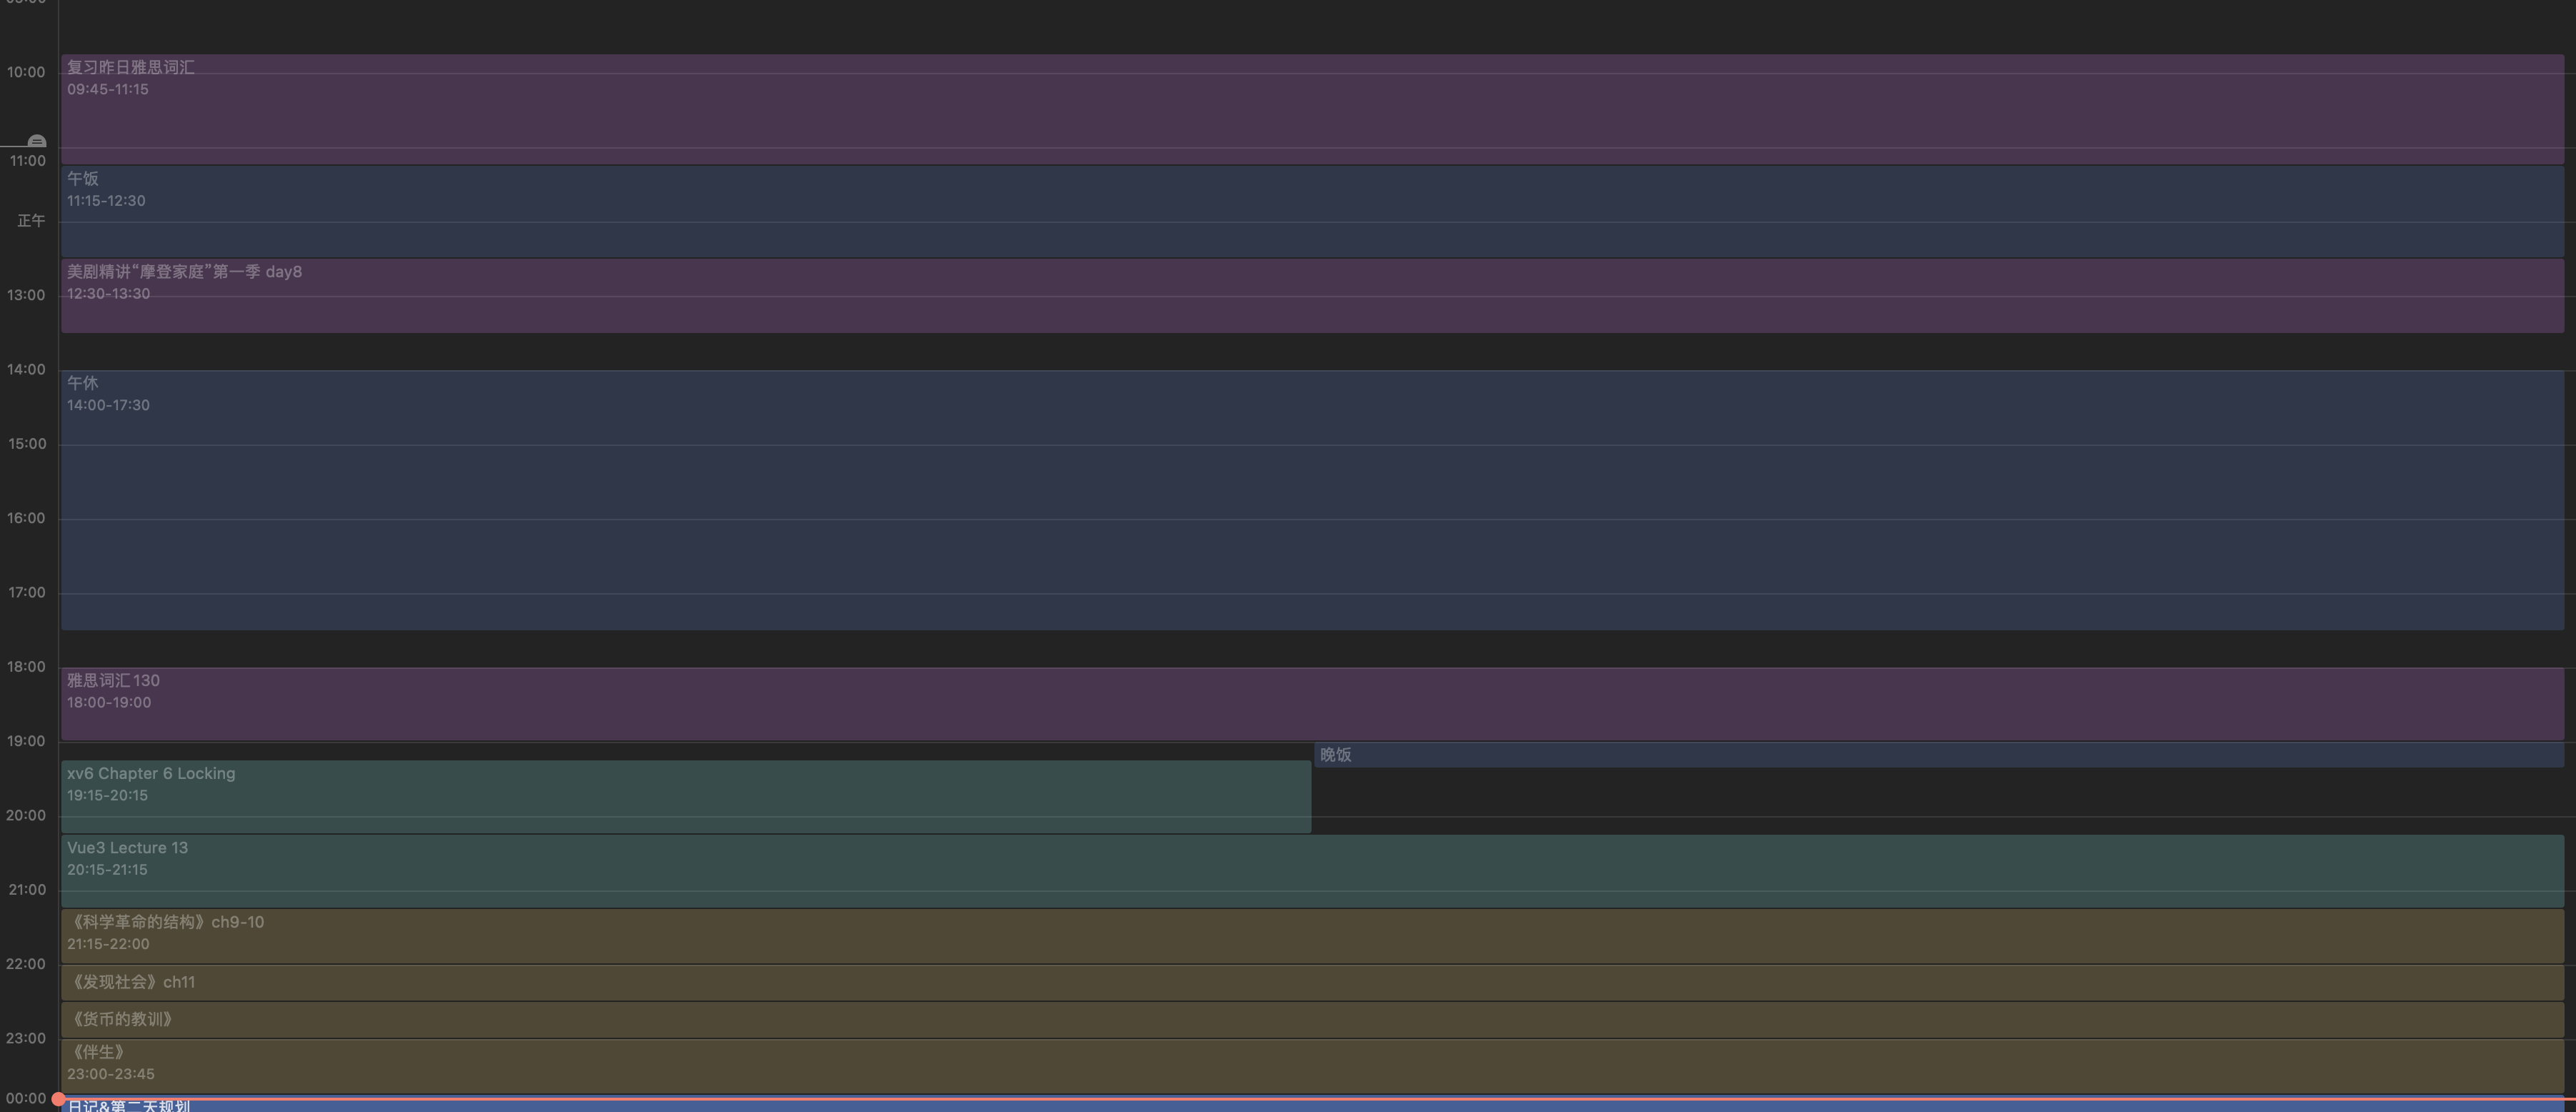 10:00
复习昨日雅思词汇
09:45-11:15
11:00
午饭
11:15-12:30
正午
美剧精讲“摩登家庭”第一季 day8
13:00
12:30-13:30
14:00
午休
14:00-17:30
15:00
16:00
17:00
18:00
雅思词汇130
18:00-19:00
19:00
晚饭
xv6 Chapter 6 Locking
19:15-20:15
20:00
Vue3 Lecture 13
20:15-21:15
21:00
《科学革命的结构》ch9-10
21:15-22:00
22:00
《发现社会》ch11
《货币的教训》
23:00
《伴生》
23:00-23:45
00:00
日记&第二天规划